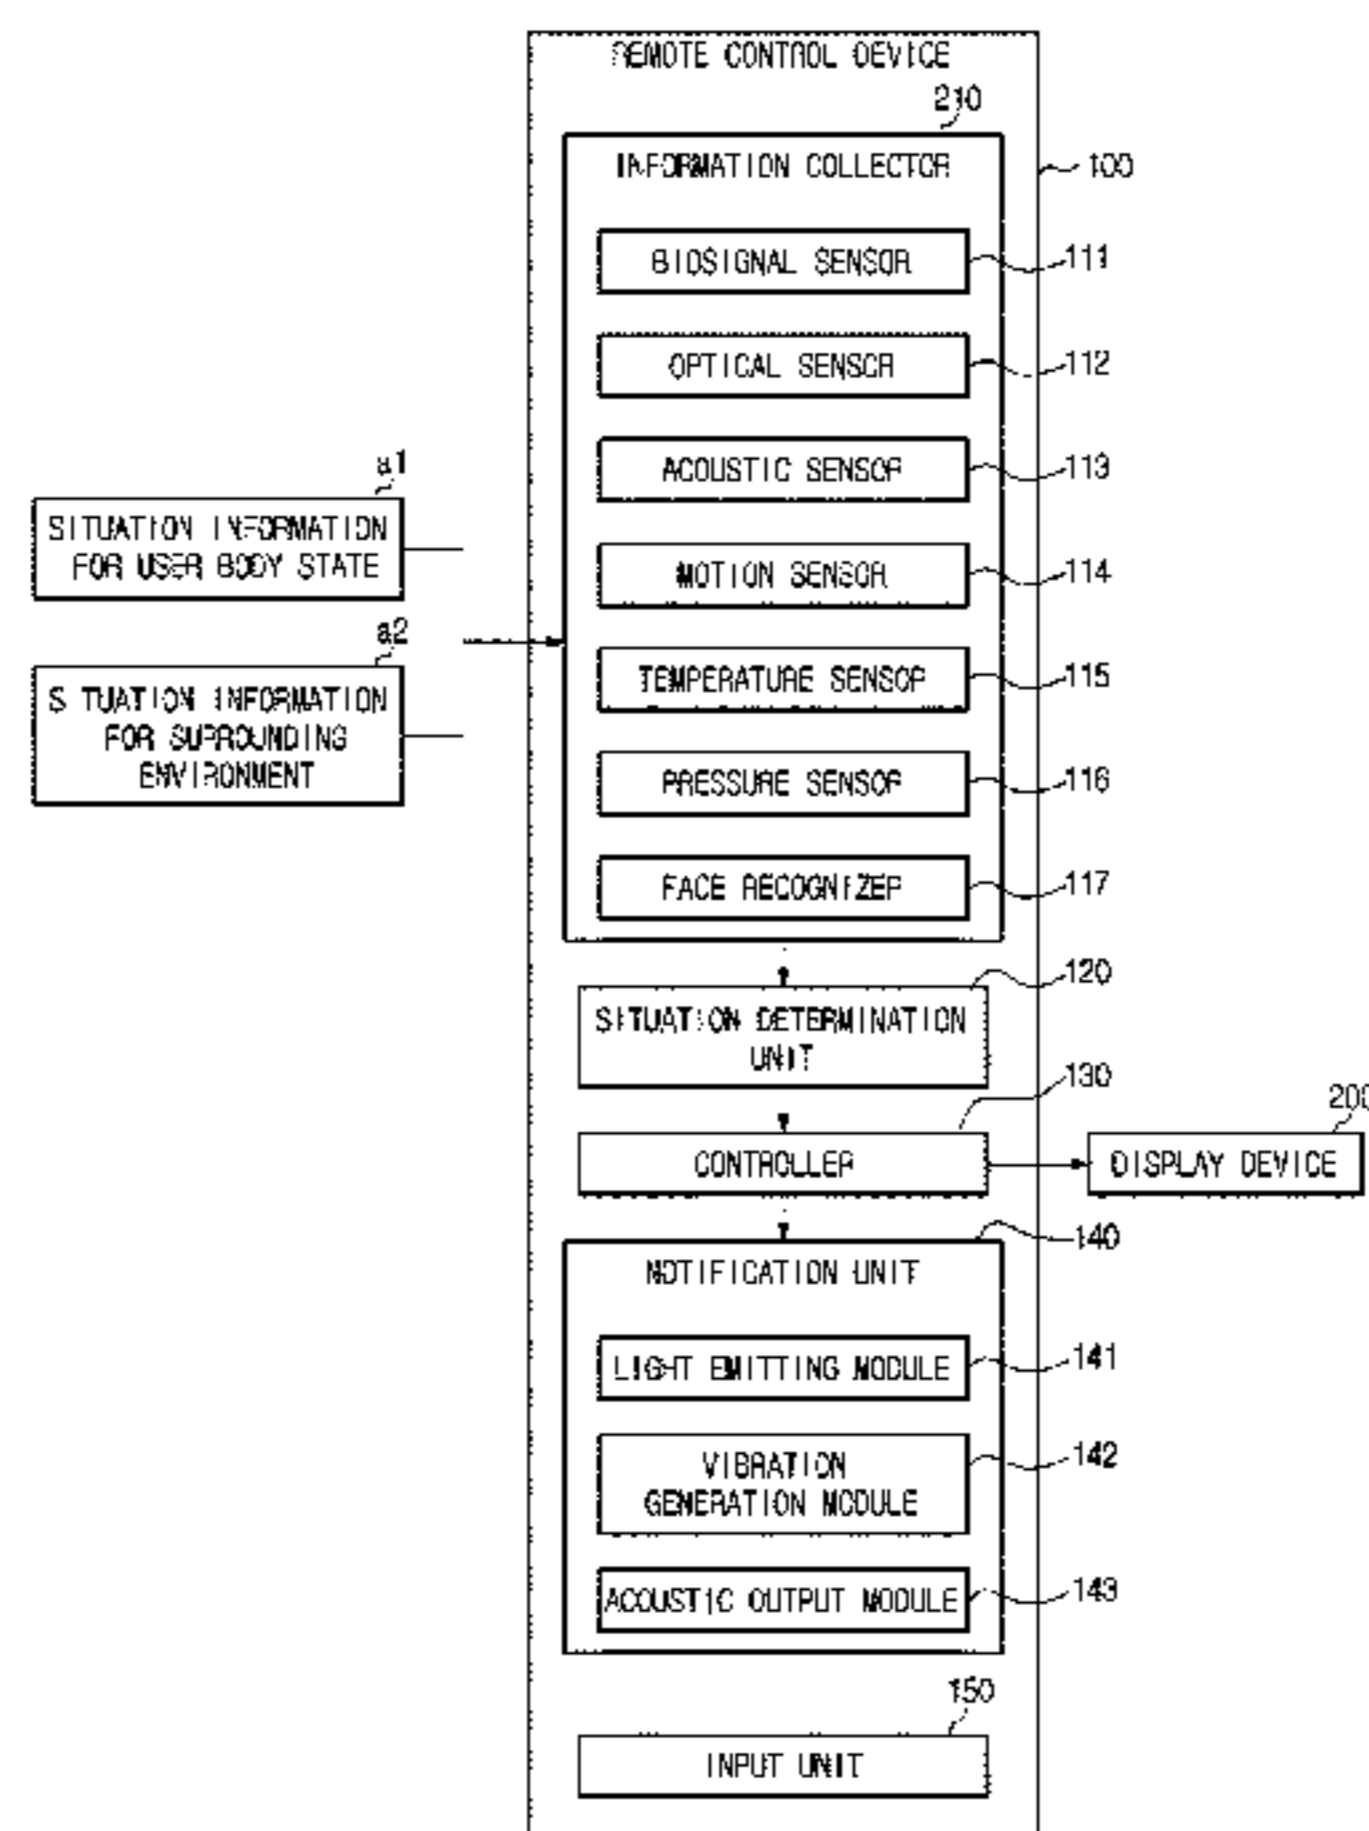 REMOTE CONTROL DEVICE
210
INFORMATION COLLECTOR
100
BIOSIGNAL SENSOR
111
OPTICAL SENSOR
112
ACOUSTIC SENSOR
113
a1
SITUATION INFORMATION
FOR USER BODY STATE
MOTION SENSOR
114
a2
SITUATION INFORMATION
FOR SURROUNDING
ENVIRONMENT
TEMPERATURE SENSOR
115
PRESSURE SENSOR
116
FACE RECOGNIZER
117
120
SITUATION DETERMINATION
UNIT
130
CONTROLLER
200
DISPLAY DEVICE
140
NOTIFICATION UNIT
LIGHT EMITTING MODULE
141
VIBRATION
GENERATION MODULE
142
ACOUSTIC OUTPUT MODULE
143
150
INPUT UNIT